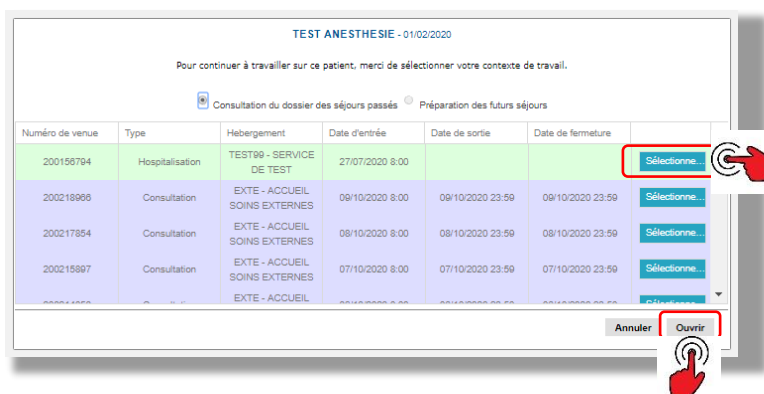 TEST ANESTHESIE - 01/02/2020
Pour continuer à travailler sur ce patient, merci de sélectionner votre contexte de travail.
Consultation du dossier des séjours passés Préparation des futurs séjours
Numéro de venue Type Hebergement Date d'entrée Date de sortie Date de fermeture
200156794 Hospitalisation TEST99 - SERVICE DE TEST 27/07/2020 8:00 Sélectionne...
200218966 Consultation EXTE - ACCUEIL SOINS EXTERNES 09/10/2020 8:00 09/10/2020 23:59 09/10/2020 23:59 Sélectionne...
200217854 Consultation EXTE - ACCUEIL SOINS EXTERNES 08/10/2020 8:00 08/10/2020 23:59 08/10/2020 23:59 Sélectionne...
200215897 Consultation EXTE - ACCUEIL SOINS EXTERNES 07/10/2020 8:00 07/10/2020 23:59 07/10/2020 23:59 Sélectionne...
EXTE - ACCUEIL
Annuler Ouvrir